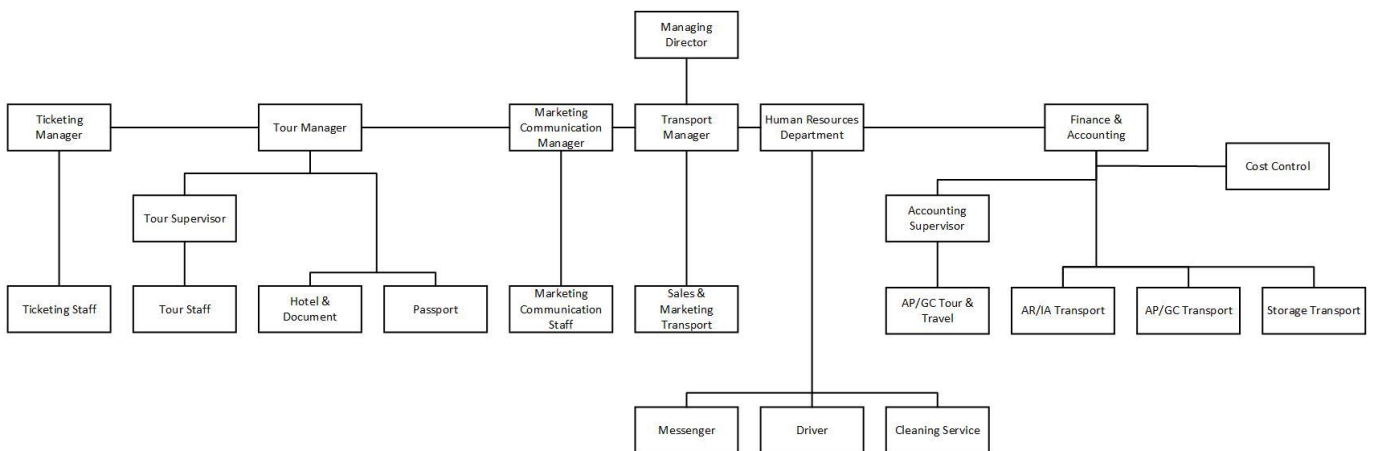 Managing
Director
Ticketing
Manager
Tour Manager
Marketing
Communication
Manager
Transport
Manager
Human Resources
Department
Finance &
Accounting
Cost Control
Tour Supervisor
Accounting
Supervisor
Ticketing Staff
Tour Staff
Hotel &
Document
Passport
Marketing
Communication
Staff
Sales &
Marketing
Transport
AP/GC Tour &
Travel
AR/IA Transport
AP/GC Transport
Storage Transport
Messenger
Driver
Cleaning Service